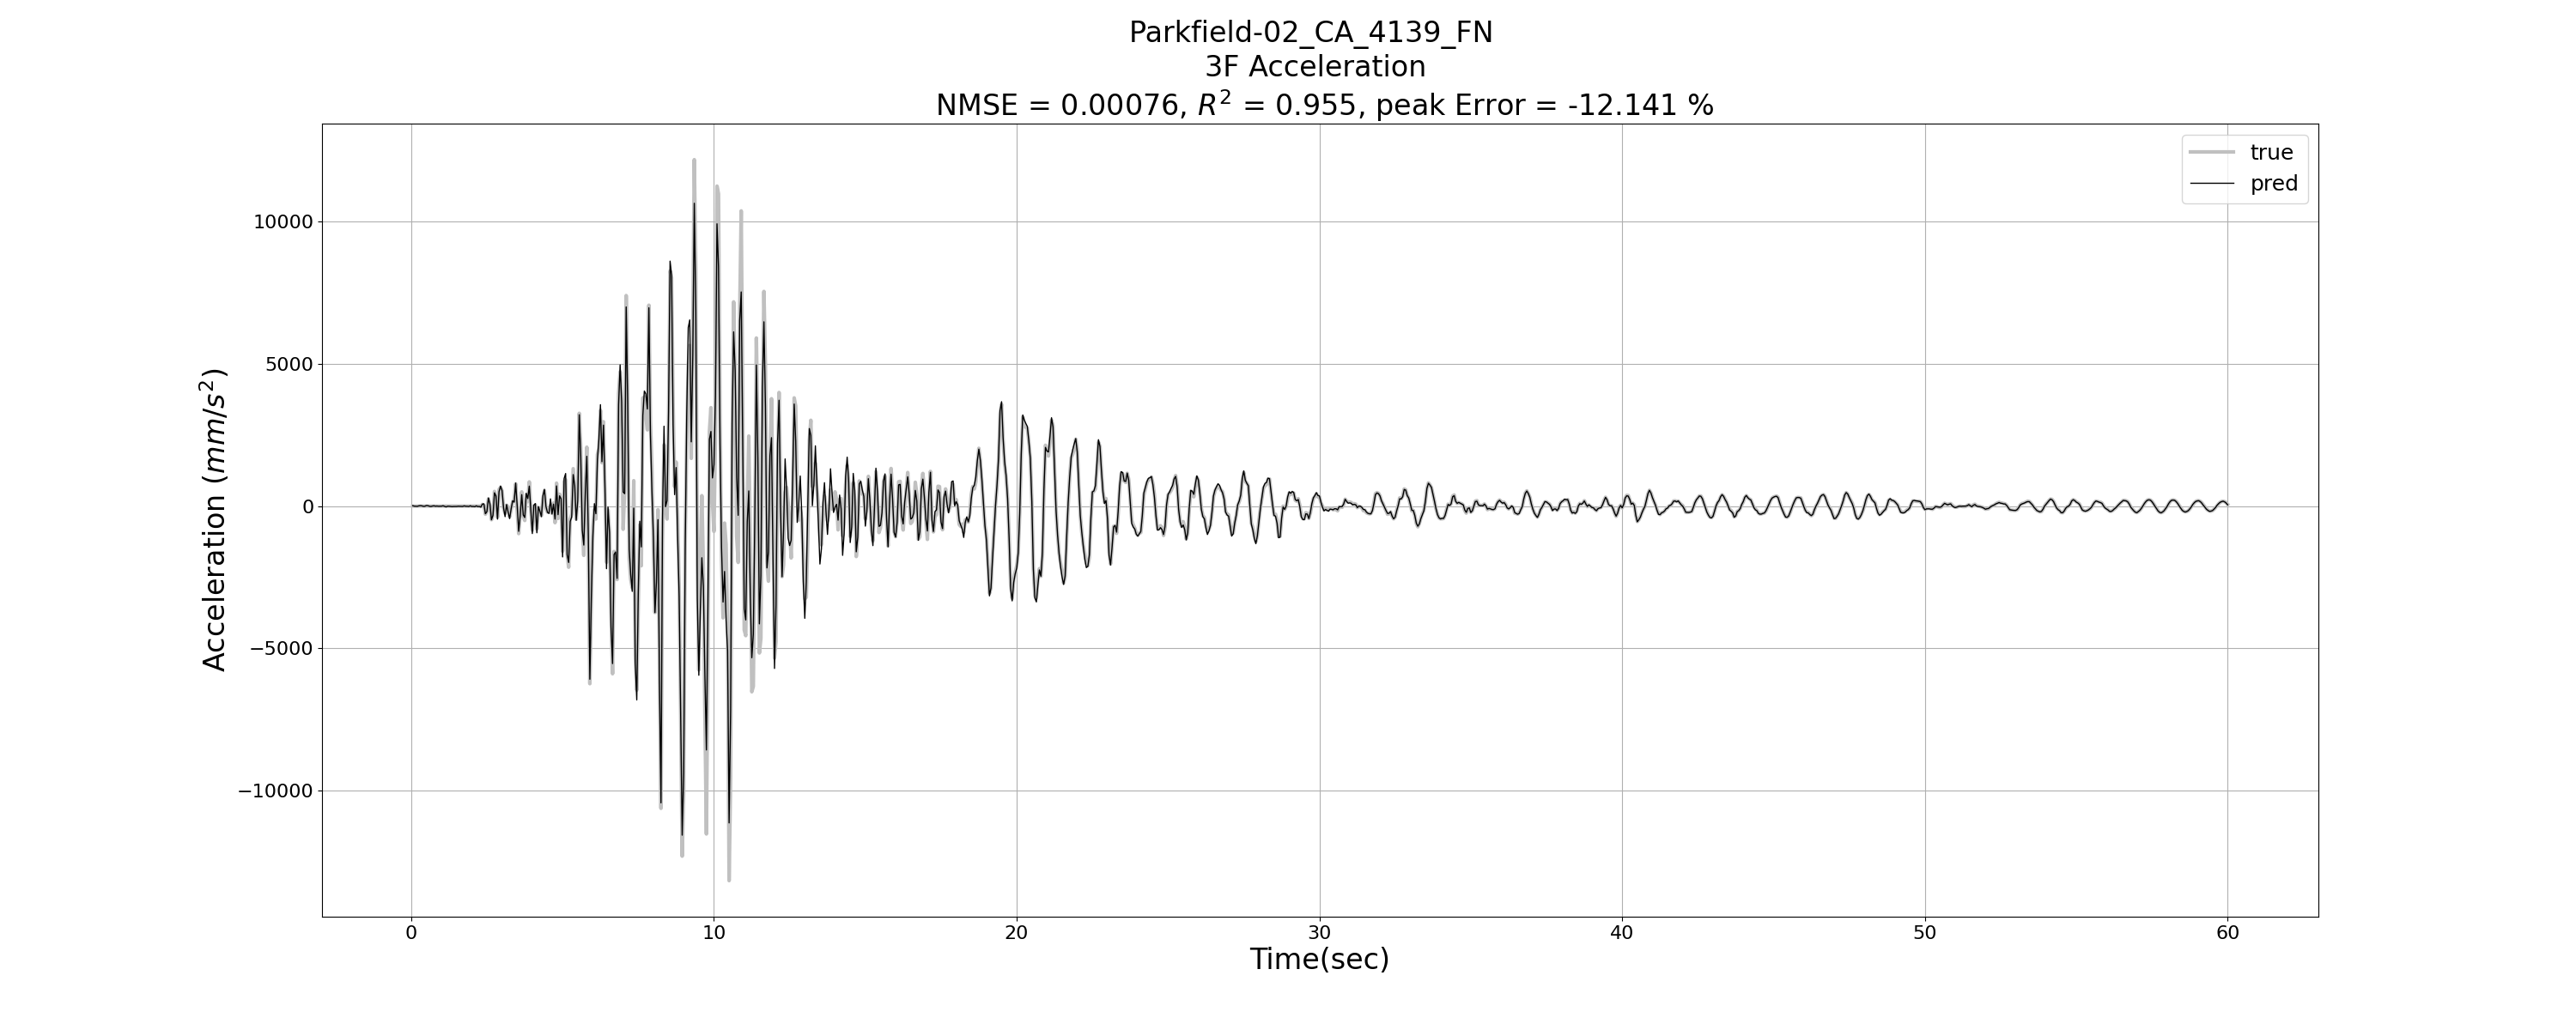 Parkfield-02_CA_4139_FN
3F Acceleration
NMSE = 0.00076, R² = 0.955, peak Error = -12.141 %
true
pred
10000
5000
0
−5000
−10000
Acceleration (mm/s²)
0 10 20 30 40 50 60
Time(sec)